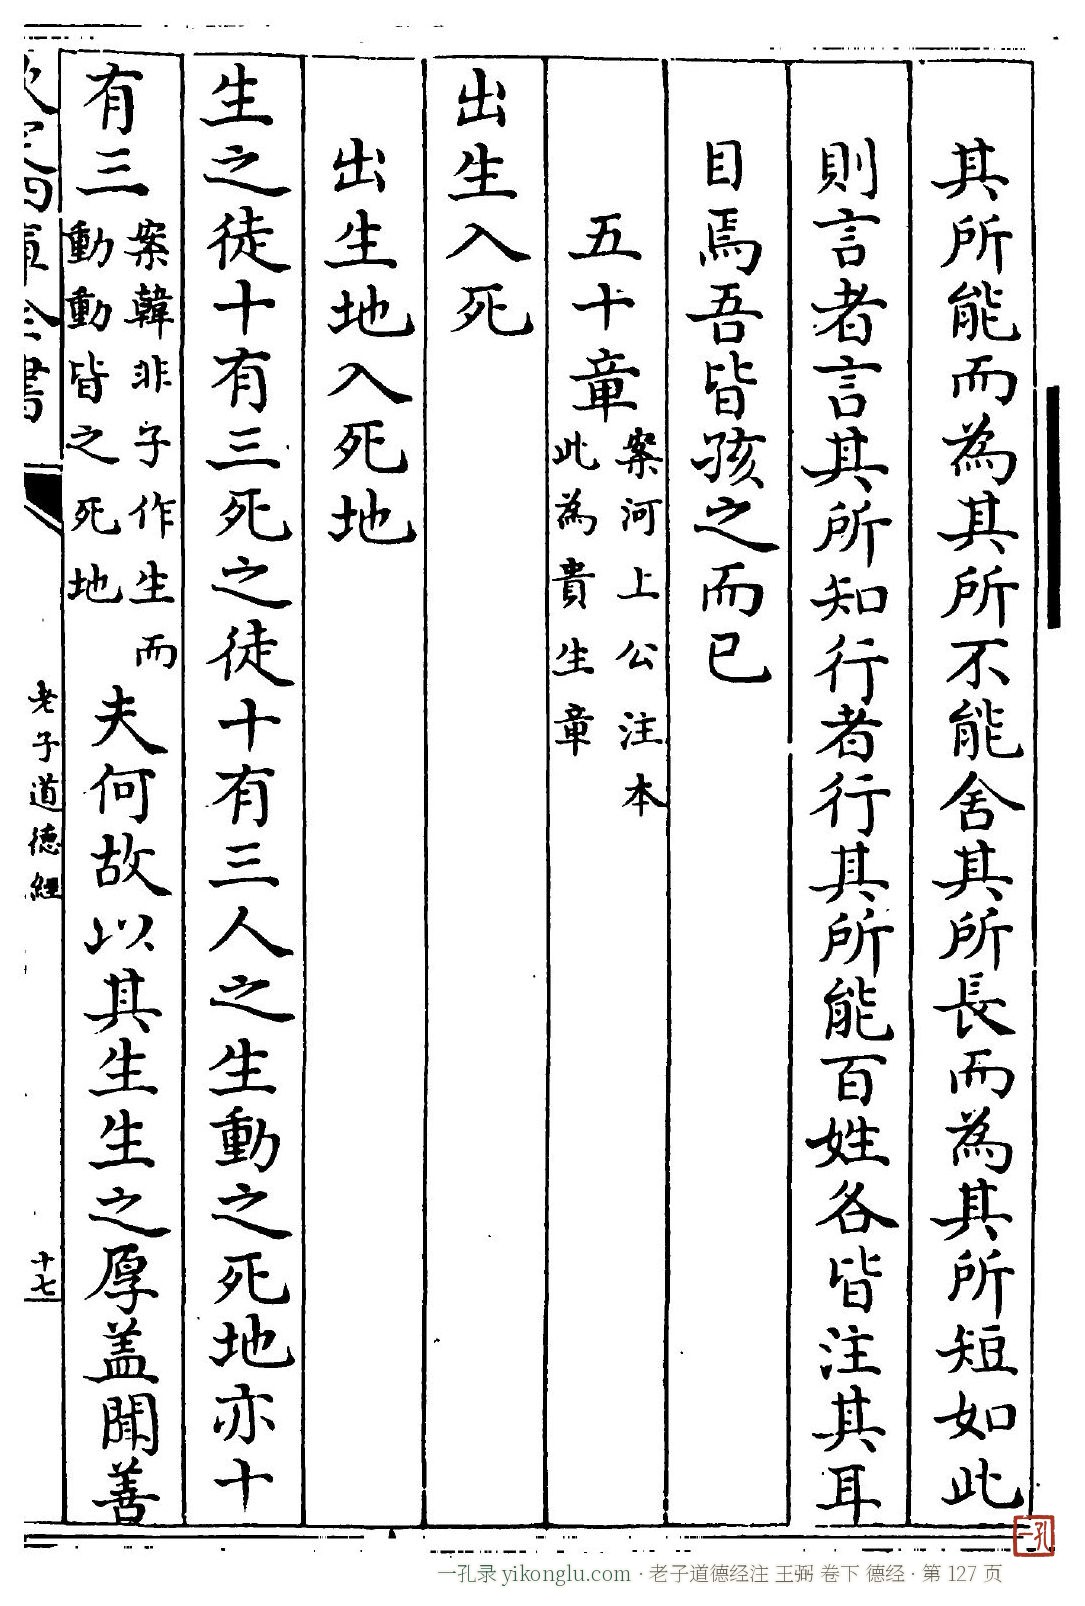 其所能而為其所不能舍其所長而為其所短如此
則言者言其所知行者行其所能百姓各皆注其耳
目焉吾皆孩之而已
五十章
案河上公注本
此為貴生章
出生入死
出生地入死地
生之徒十有三死之徒十有三人之生動之死地亦十
有三
案韓非子作生而
動動皆之死地
夫何故以其生生之厚盖聞善
老子道德經
十七
一孔
一孔录 yikonglu.com · 老子道德经注 王弼 卷下 德经 · 第 127 页